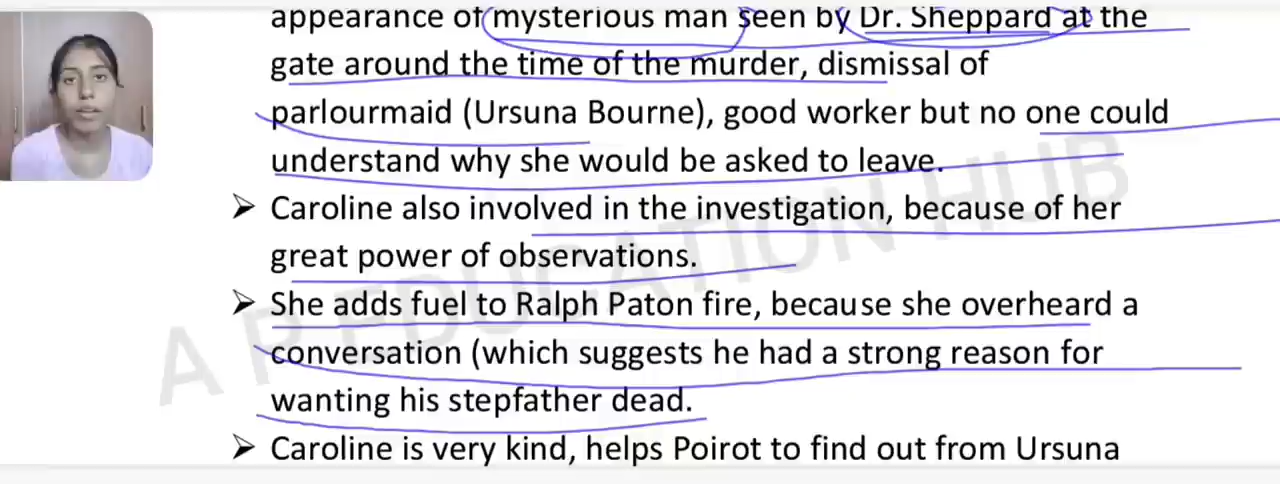 appearance of mysterious man seen by Dr. Sheppard at the
gate around the time of the murder, dismissal of
parlourmaid (Ursuna Bourne), good worker but no one could
understand why she would be asked to leave.
➢ Caroline also involved in the investigation, because of her
great power of observations.
➢ She adds fuel to Ralph Paton fire, because she overheard a
conversation (which suggests he had a strong reason for
wanting his stepfather dead.
➢ Caroline is very kind, helps Poirot to find out from Ursuna
A P EDUCATION HUB